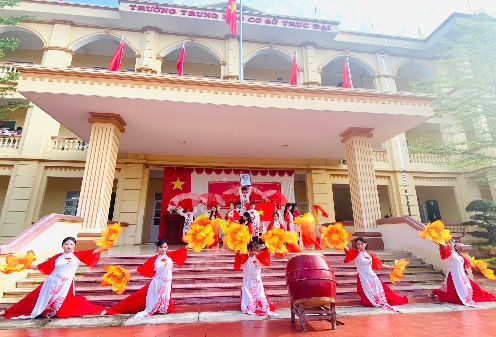 TRƯỜNG TRUNG HỌC CƠ SỞ TRỰC ĐẠI